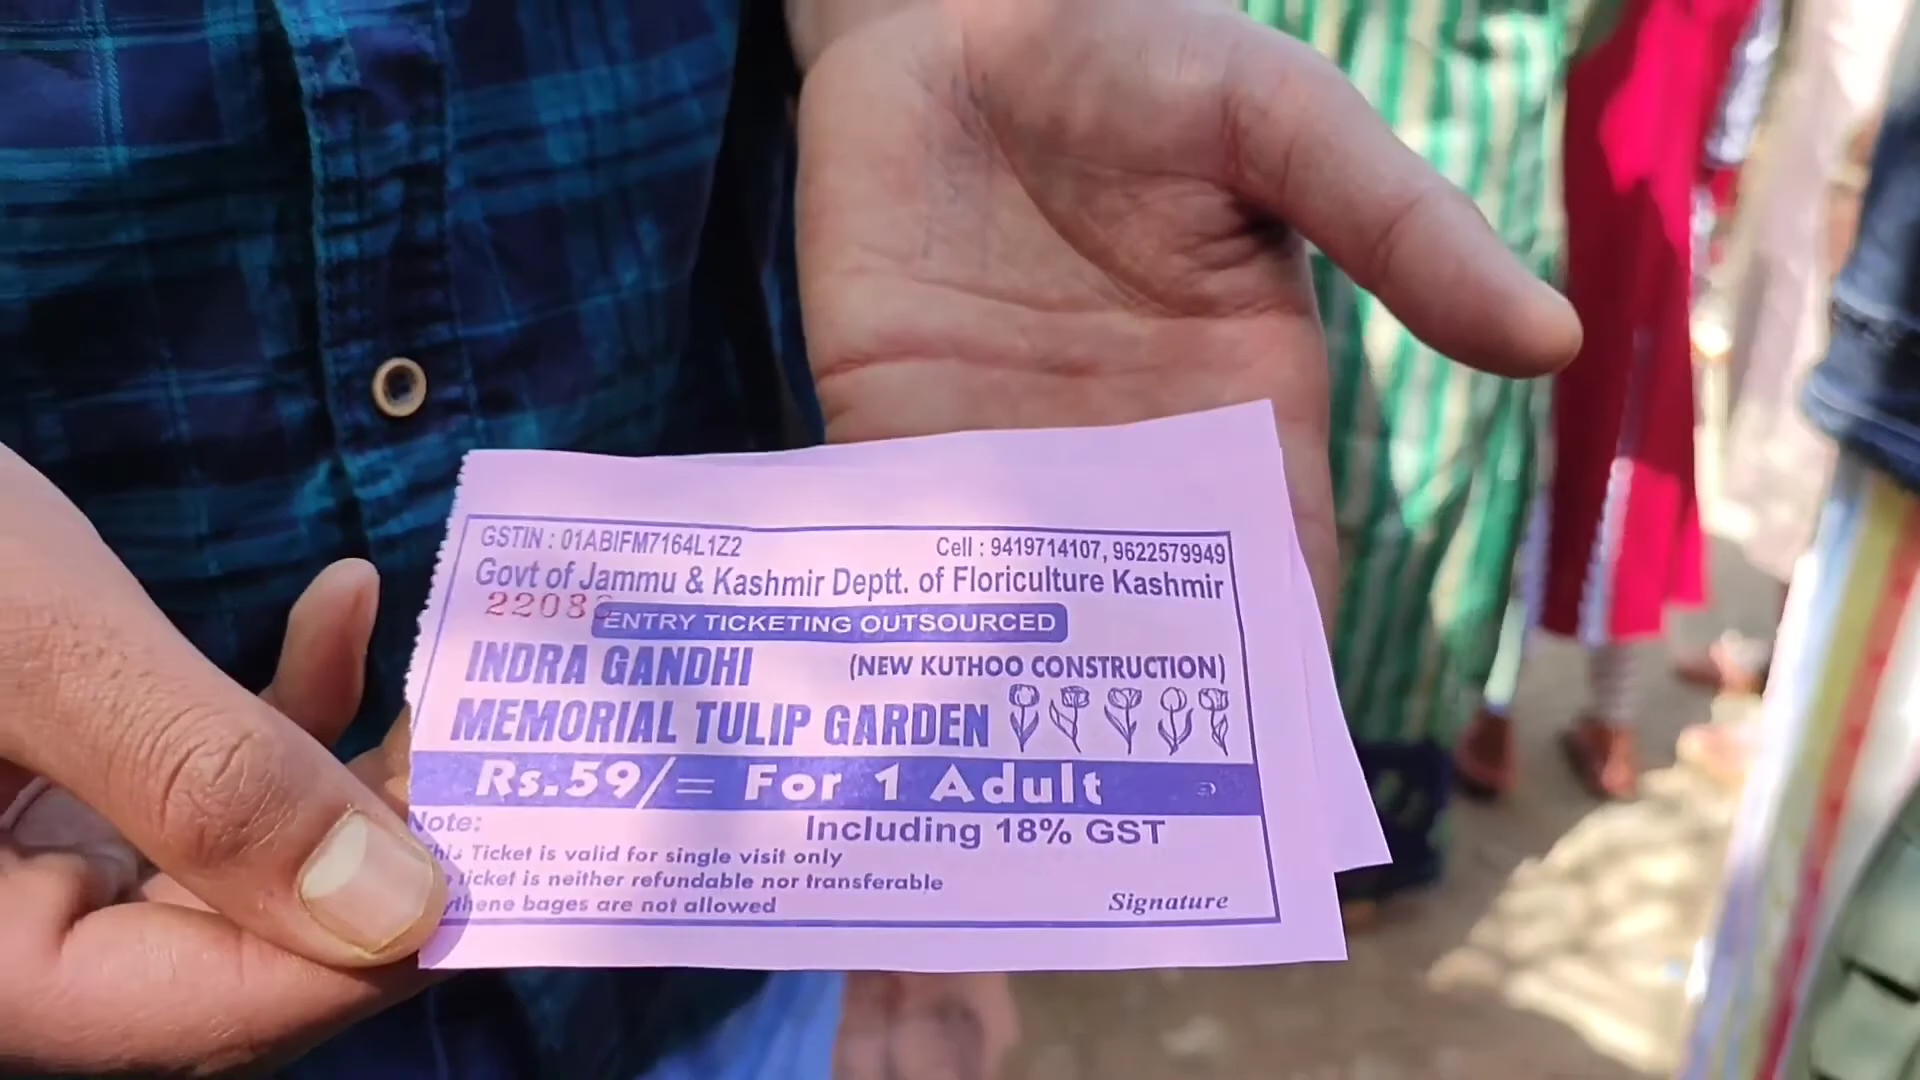 GSTIN : 01ABIFM7164L1Z2 Cell : 9419714107, 9622579949
Govt of Jammu & Kashmir Deptt. of Floriculture Kashmir
2208
ENTRY TICKETING OUTSOURCED
INDRA GANDHI (NEW KUTHOO CONSTRUCTION)
MEMORIAL TULIP GARDEN
Rs.59/= For 1 Adult
Note: Including 18% GST
This Ticket is valid for single visit only
ticket is neither refundable nor transferable
bages are not allowed
Signature